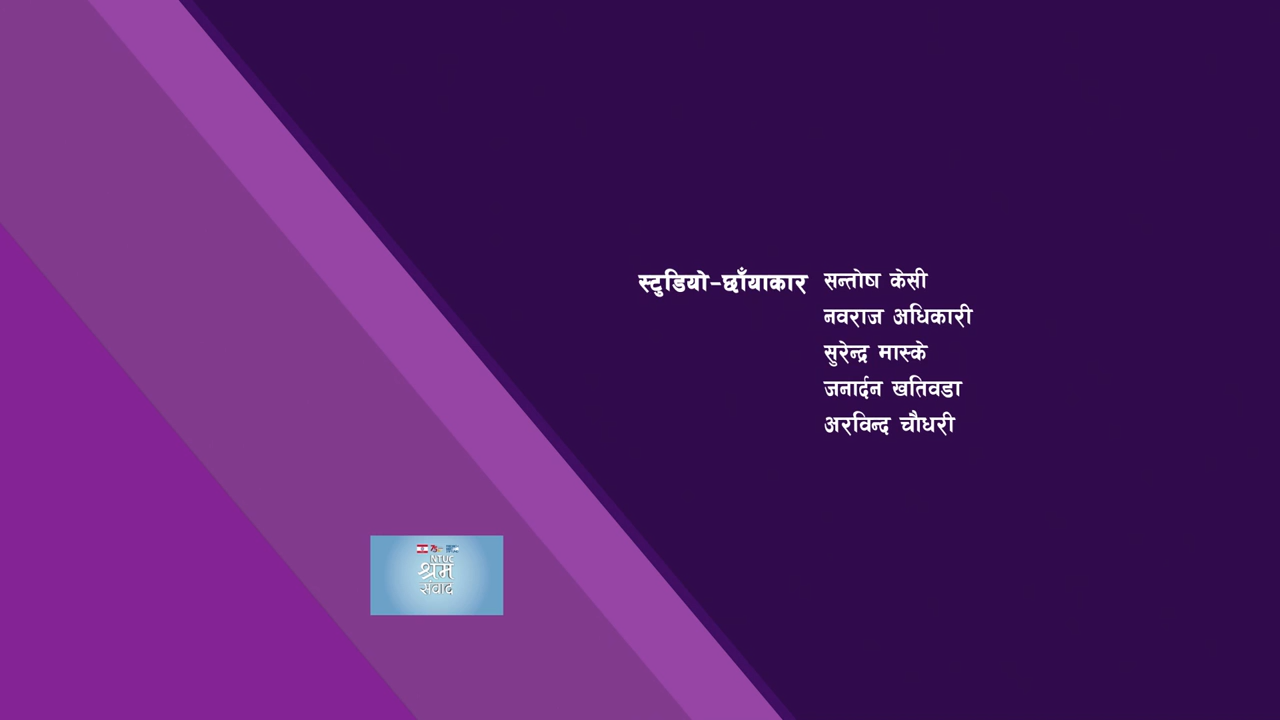 स्टुडियो-छाँयाकार सन्तोष केसी
नवराज अधिकारी
सुरेन्द्र मास्के
जनार्दन खतिवडा
अरविन्द चौधरी
NTUC
श्रम
संवाद